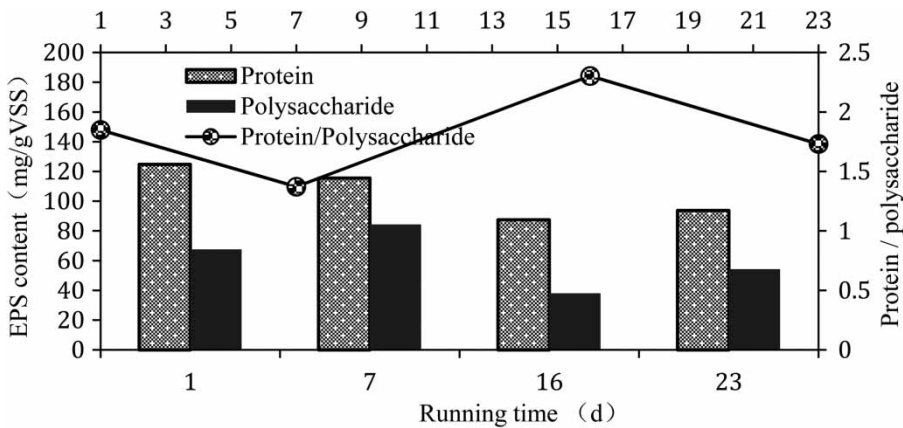 1 3 5 7 9 11 13 15 17 19 21 23
200
180
160
140
120
100
80
60
40
20
0
EPS content（mg/gVSS）
Protein
Polysaccharide
Protein/Polysaccharide
2.5
2
1.5
1
0.5
0
Protein / polysaccharide
1 7 16 23
Running time （d）